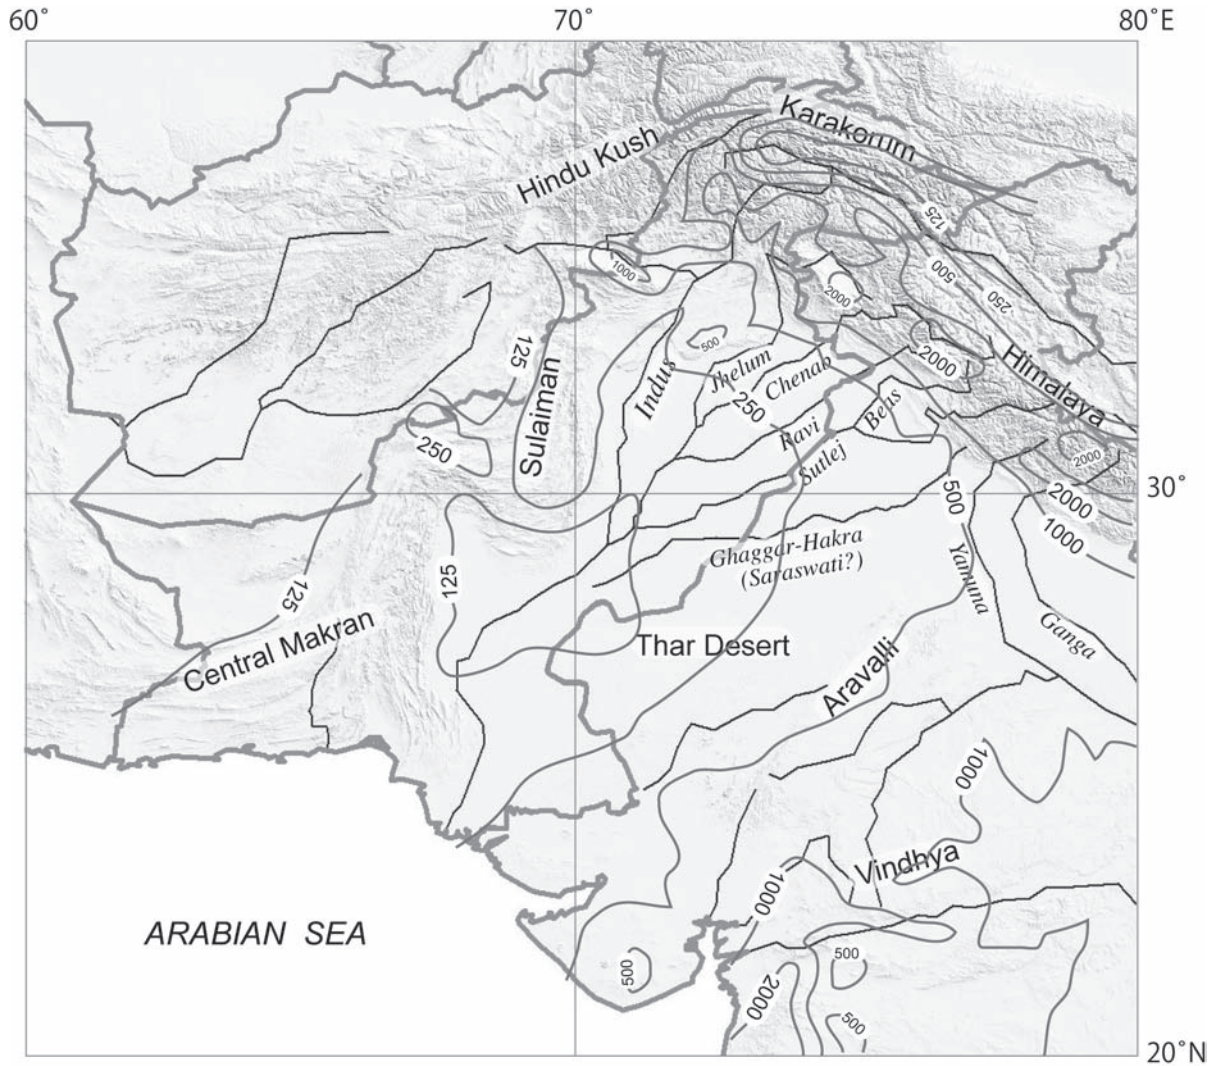 60˚
70˚
80˚E
Karakorum
Hindu Kush
125
1000
500
250
2000
500
125
2000
Himalaya
Jhelum
Chenab
Indus
Sulaiman
250
Beas
Ravi
250
Sutlej
2000
30˚
500
2000
1000
Ghaggar-Hakra
(Saraswati?)
125
125
Yamuna
Central Makran
Thar Desert
Ganga
Aravalli
1000
Vindhya
1000
ARABIAN SEA
500
500
2000
500
20˚N